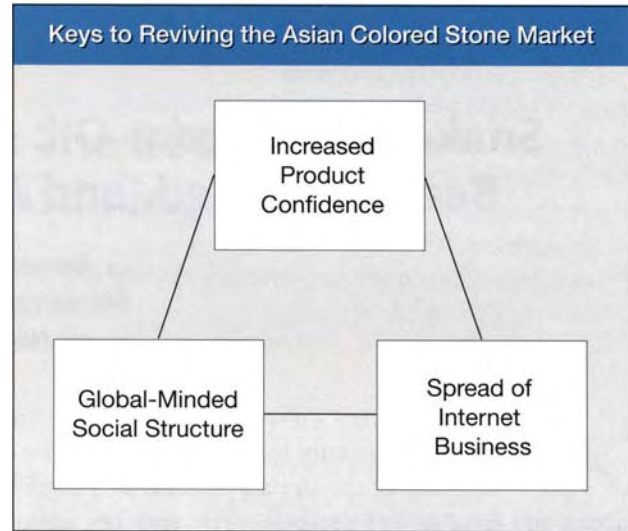 Keys to Reviving the Asian Colored Stone Market
Increased
Product
Confidence
Global-Minded
Social Structure
Spread of
Internet
Business